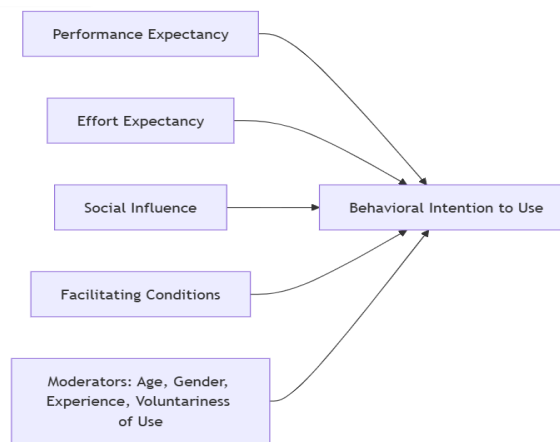 Performance Expectancy
Effort Expectancy
Social Influence
Behavioral Intention to Use
Facilitating Conditions
Moderators: Age, Gender,
Experience, Voluntariness
of Use